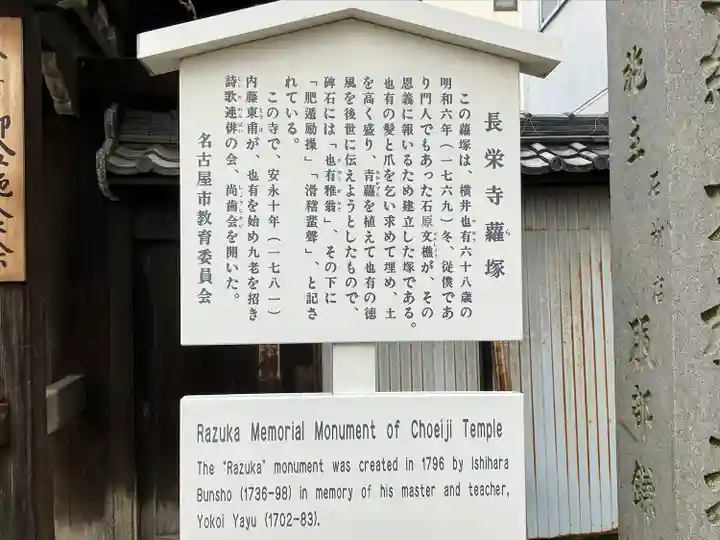 長栄寺蘿塚
この蘿塚は、横井也有六十八歳の
明和六年(一七六九)冬、従僕であ
り門人でもあった石原文樵が、その
恩義に報いるため建立した塚である。
也有の髪と爪を乞い求めて埋め、土
を高く盛り、青蘿を植えて也有の徳
風を後世に伝えようとしたもので、
碑石には「也有雅翁」、その下に
「肥遁励操」「滑稽蜚聲」、と記さ
れている。
この寺で、安永十年(一七八一)
内藤東甫が、也有を始め九老を招き
詩歌連俳の会、尚歯会を開いた。
名古屋市教育委員会
Razuka Memorial Monument of Choeiji Temple
The "Razuka" monument was created in 1796 by Ishihara
Bunsho (1736-98) in memory of his master and teacher,
Yokoi Yayu (1702-83).
施主